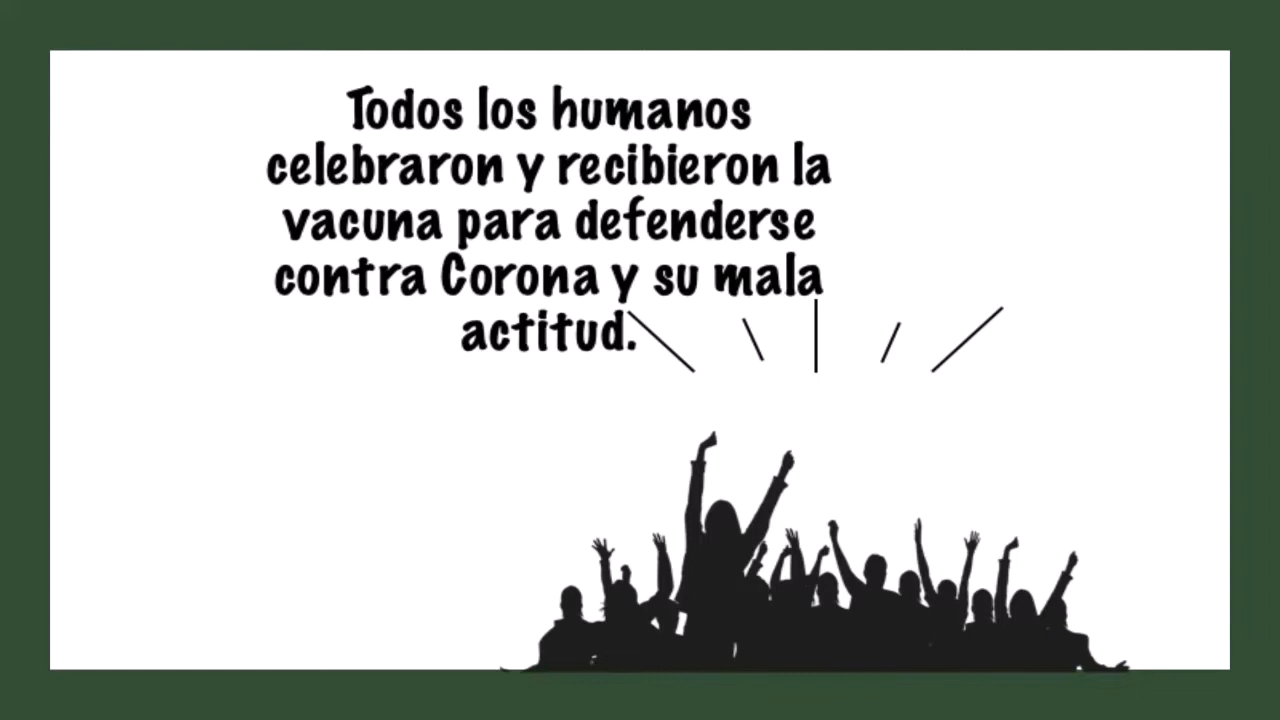 Todos los humanos
celebraron y recibieron la
vacuna para defenderse
contra Corona y su mala
actitud.